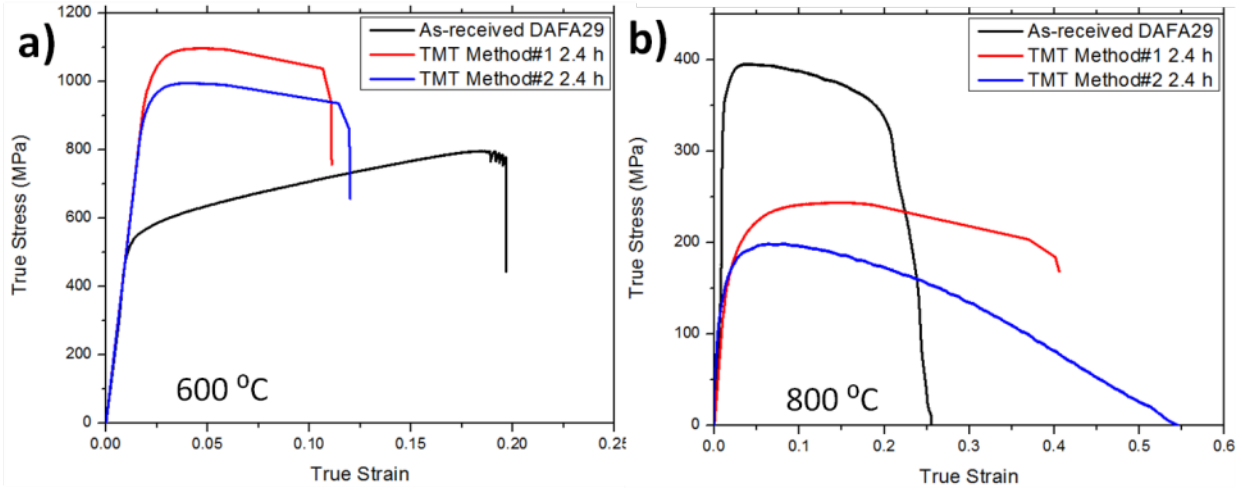 a)
As-received DAFA29
TMT Method#1 2.4 h
TMT Method#2 2.4 h
1200
1000
800
600
400
200
0
True Stress (MPa)
600 ⁰C
0.00
0.05
0.10
0.15
0.20
0.25
True Strain
b)
As-received DAFA29
TMT Method#1 2.4 h
TMT Method#2 2.4 h
400
300
200
100
0
True Stress (MPa)
800 ⁰C
0.0
0.1
0.2
0.3
0.4
0.5
0.6
True Strain